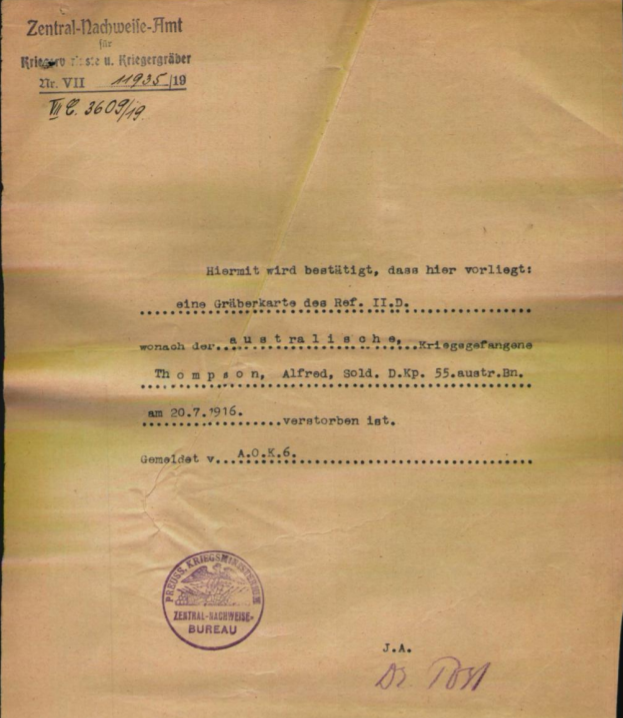 Zentral-Nachweise-Amt
für
u. Kriegergräber
Nr. VII 11935/19
VII 3609/19.
Hiermit wird bestätigt, dass hier vorliegt:
eine Gräberkarte des Ref. II.D.
wonach der australische, Kriegsgefangene
Thompson, Alfred, Sold. D.Kp. 55.austr.Bn.
am 20.7.1916. verstorben ist.
Gemeldet v. A.O.K.6.
PREUSS. KRIEGSMINISTERIUM
ZENTRAL-NACHWEISE-
BUREAU
J.A.
Dr.